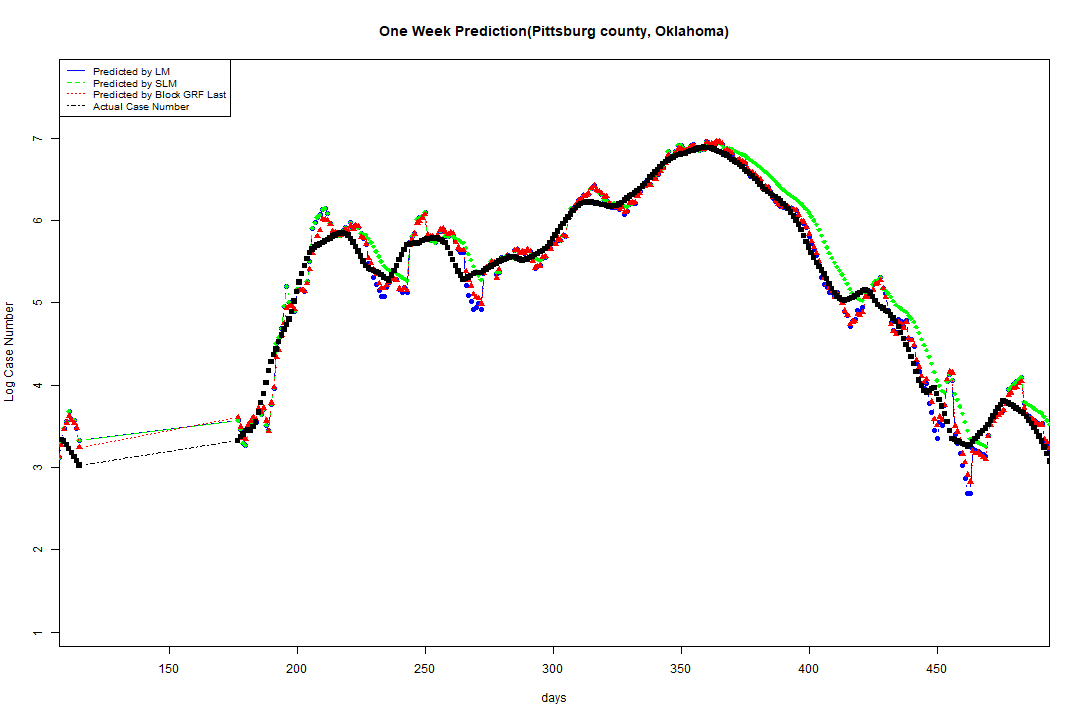 One Week Prediction(Pittsburg county, Oklahoma)
Predicted by LM
Predicted by SLM
Predicted by Block GRF Last
Actual Case Number
Log Case Number
7
6
5
4
3
2
1
150 200 250 300 350 400 450
days